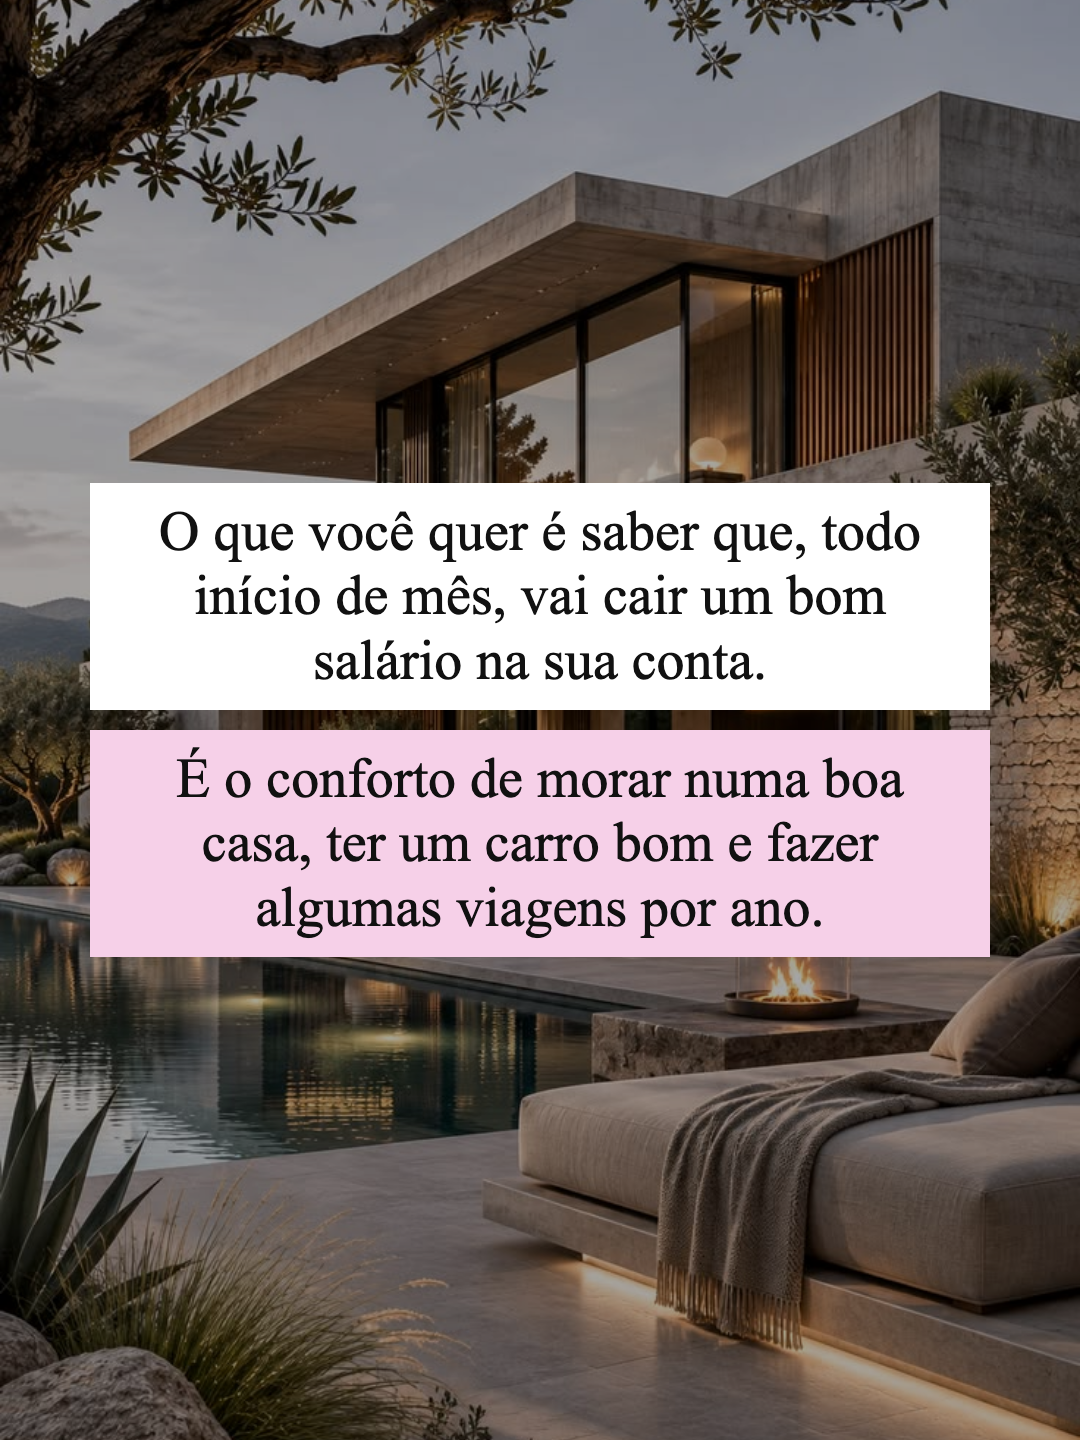 O que você quer é saber que, todo
início de mês, vai cair um bom
salário na sua conta.
É o conforto de morar numa boa
casa, ter um carro bom e fazer
algumas viagens por ano.